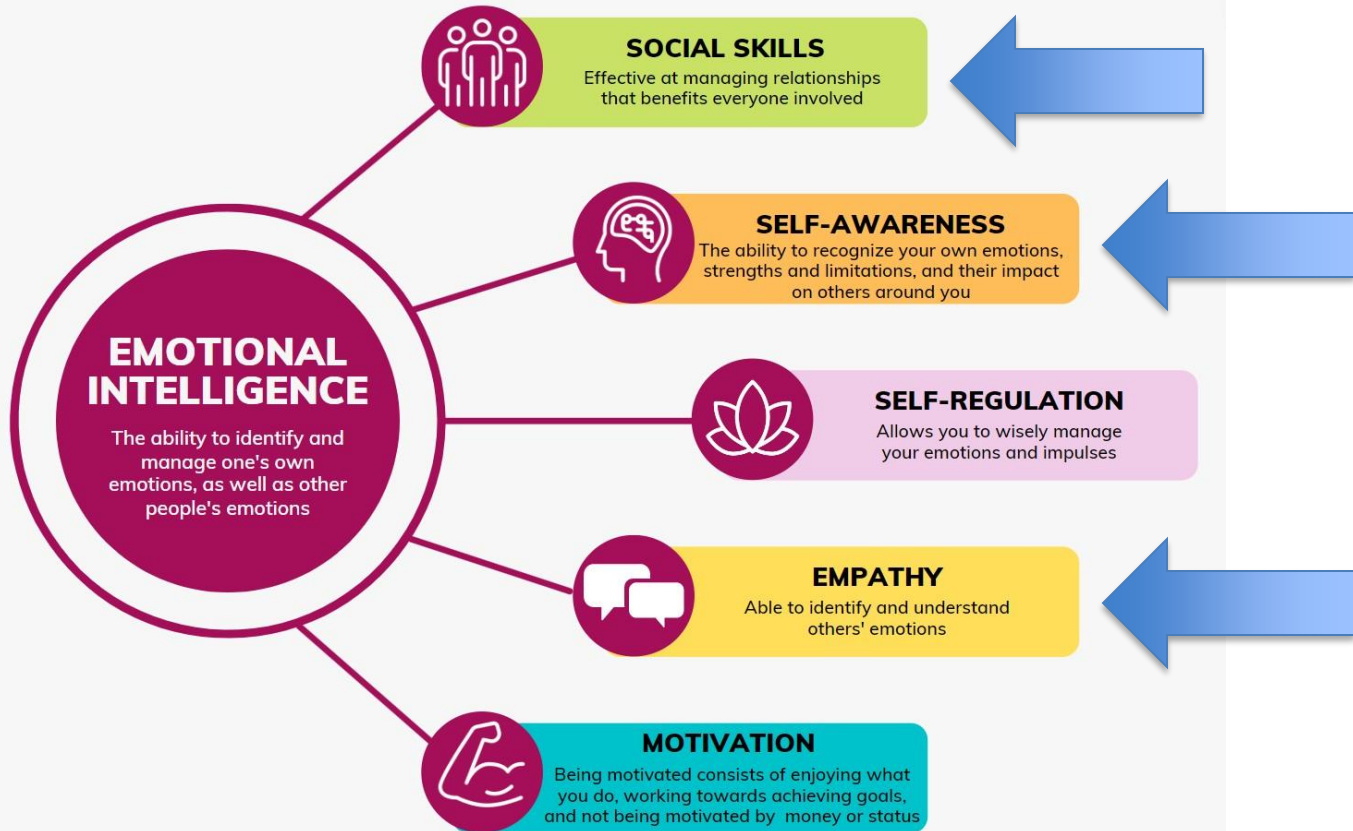 SOCIAL SKILLS
Effective at managing relationships
that benefits everyone involved
SELF-AWARENESS
The ability to recognize your own emotions,
strengths and limitations, and their impact
on others around you
EMOTIONAL
INTELLIGENCE
The ability to identify and
manage one's own
emotions, as well as other
people's emotions
SELF-REGULATION
Allows you to wisely manage
your emotions and impulses
EMPATHY
Able to identify and understand
others' emotions
MOTIVATION
Being motivated consists of enjoying what
you do, working towards achieving goals,
and not being motivated by money or status